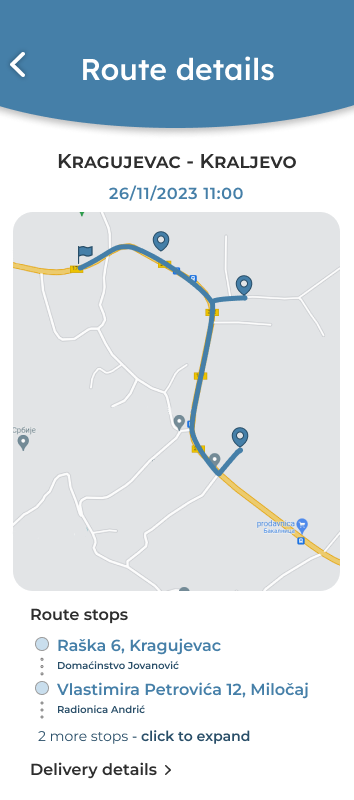 Route details
KRAGUJEVAC - KRALJEVO
26/11/2023 11:00
Србије
prodavnica
Бакалница
Route stops
Raška 6, Kragujevac
Domaćinstvo Jovanović
Vlastimira Petrovića 12, Miločaj
Radionica Andrić
2 more stops - click to expand
Delivery details >